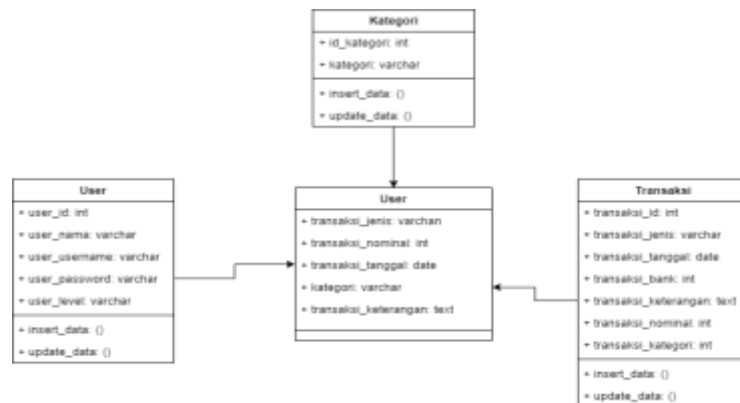 Kategori
+ id_kategori: int
+ kategori: varchar
+ insert_data: ()
+ update_data: ()
User
+ user_id: int
+ user_nama: varchar
+ user_username: varchar
+ user_password: varchar
+ user_level: varchar
+ insert_data: ()
+ update_data: ()
User
+ transaksi_jenis: varchan
+ transaksi_nominal: int
+ transaksi_tanggal: date
+ kategori: varchar
+ transaksi_keterangan: text
Transaksi
+ transaksi_id: int
+ transaksi_jenis: varchar
+ transaksi_tanggal: date
+ transaksi_bank: int
+ transaksi_keterangan: text
+ transaksi_nominal: int
+ transaksi_kategori: int
+ insert_data: ()
+ update_data: ()